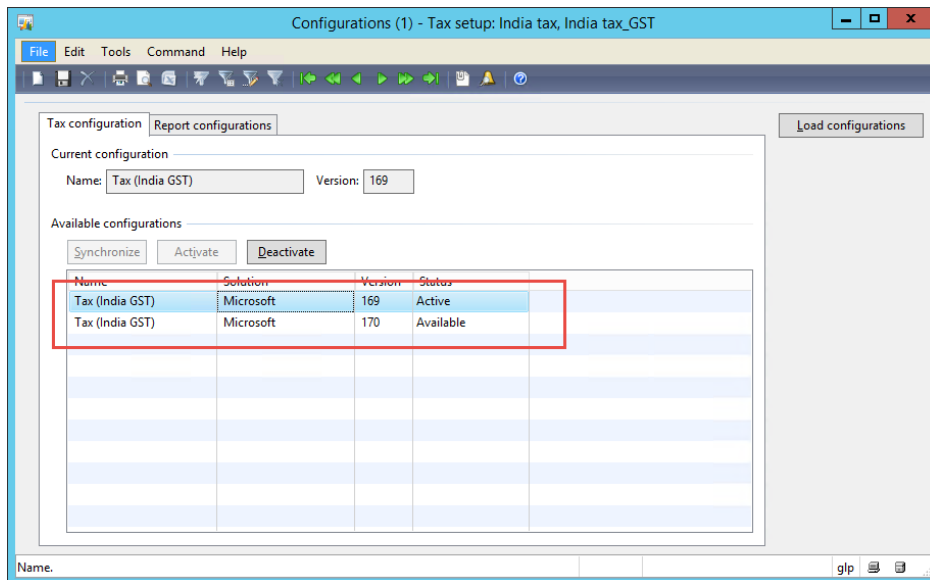 Configurations (1) - Tax setup: India tax, India tax_GST
File Edit Tools Command Help
Tax configuration Report configurations Load configurations
Current configuration
Name: Tax (India GST) Version: 169
Available configurations
Synchronize Activate Deactivate
Name Solution Version Status
Tax (India GST) Microsoft 169 Active
Tax (India GST) Microsoft 170 Available
Name. glp